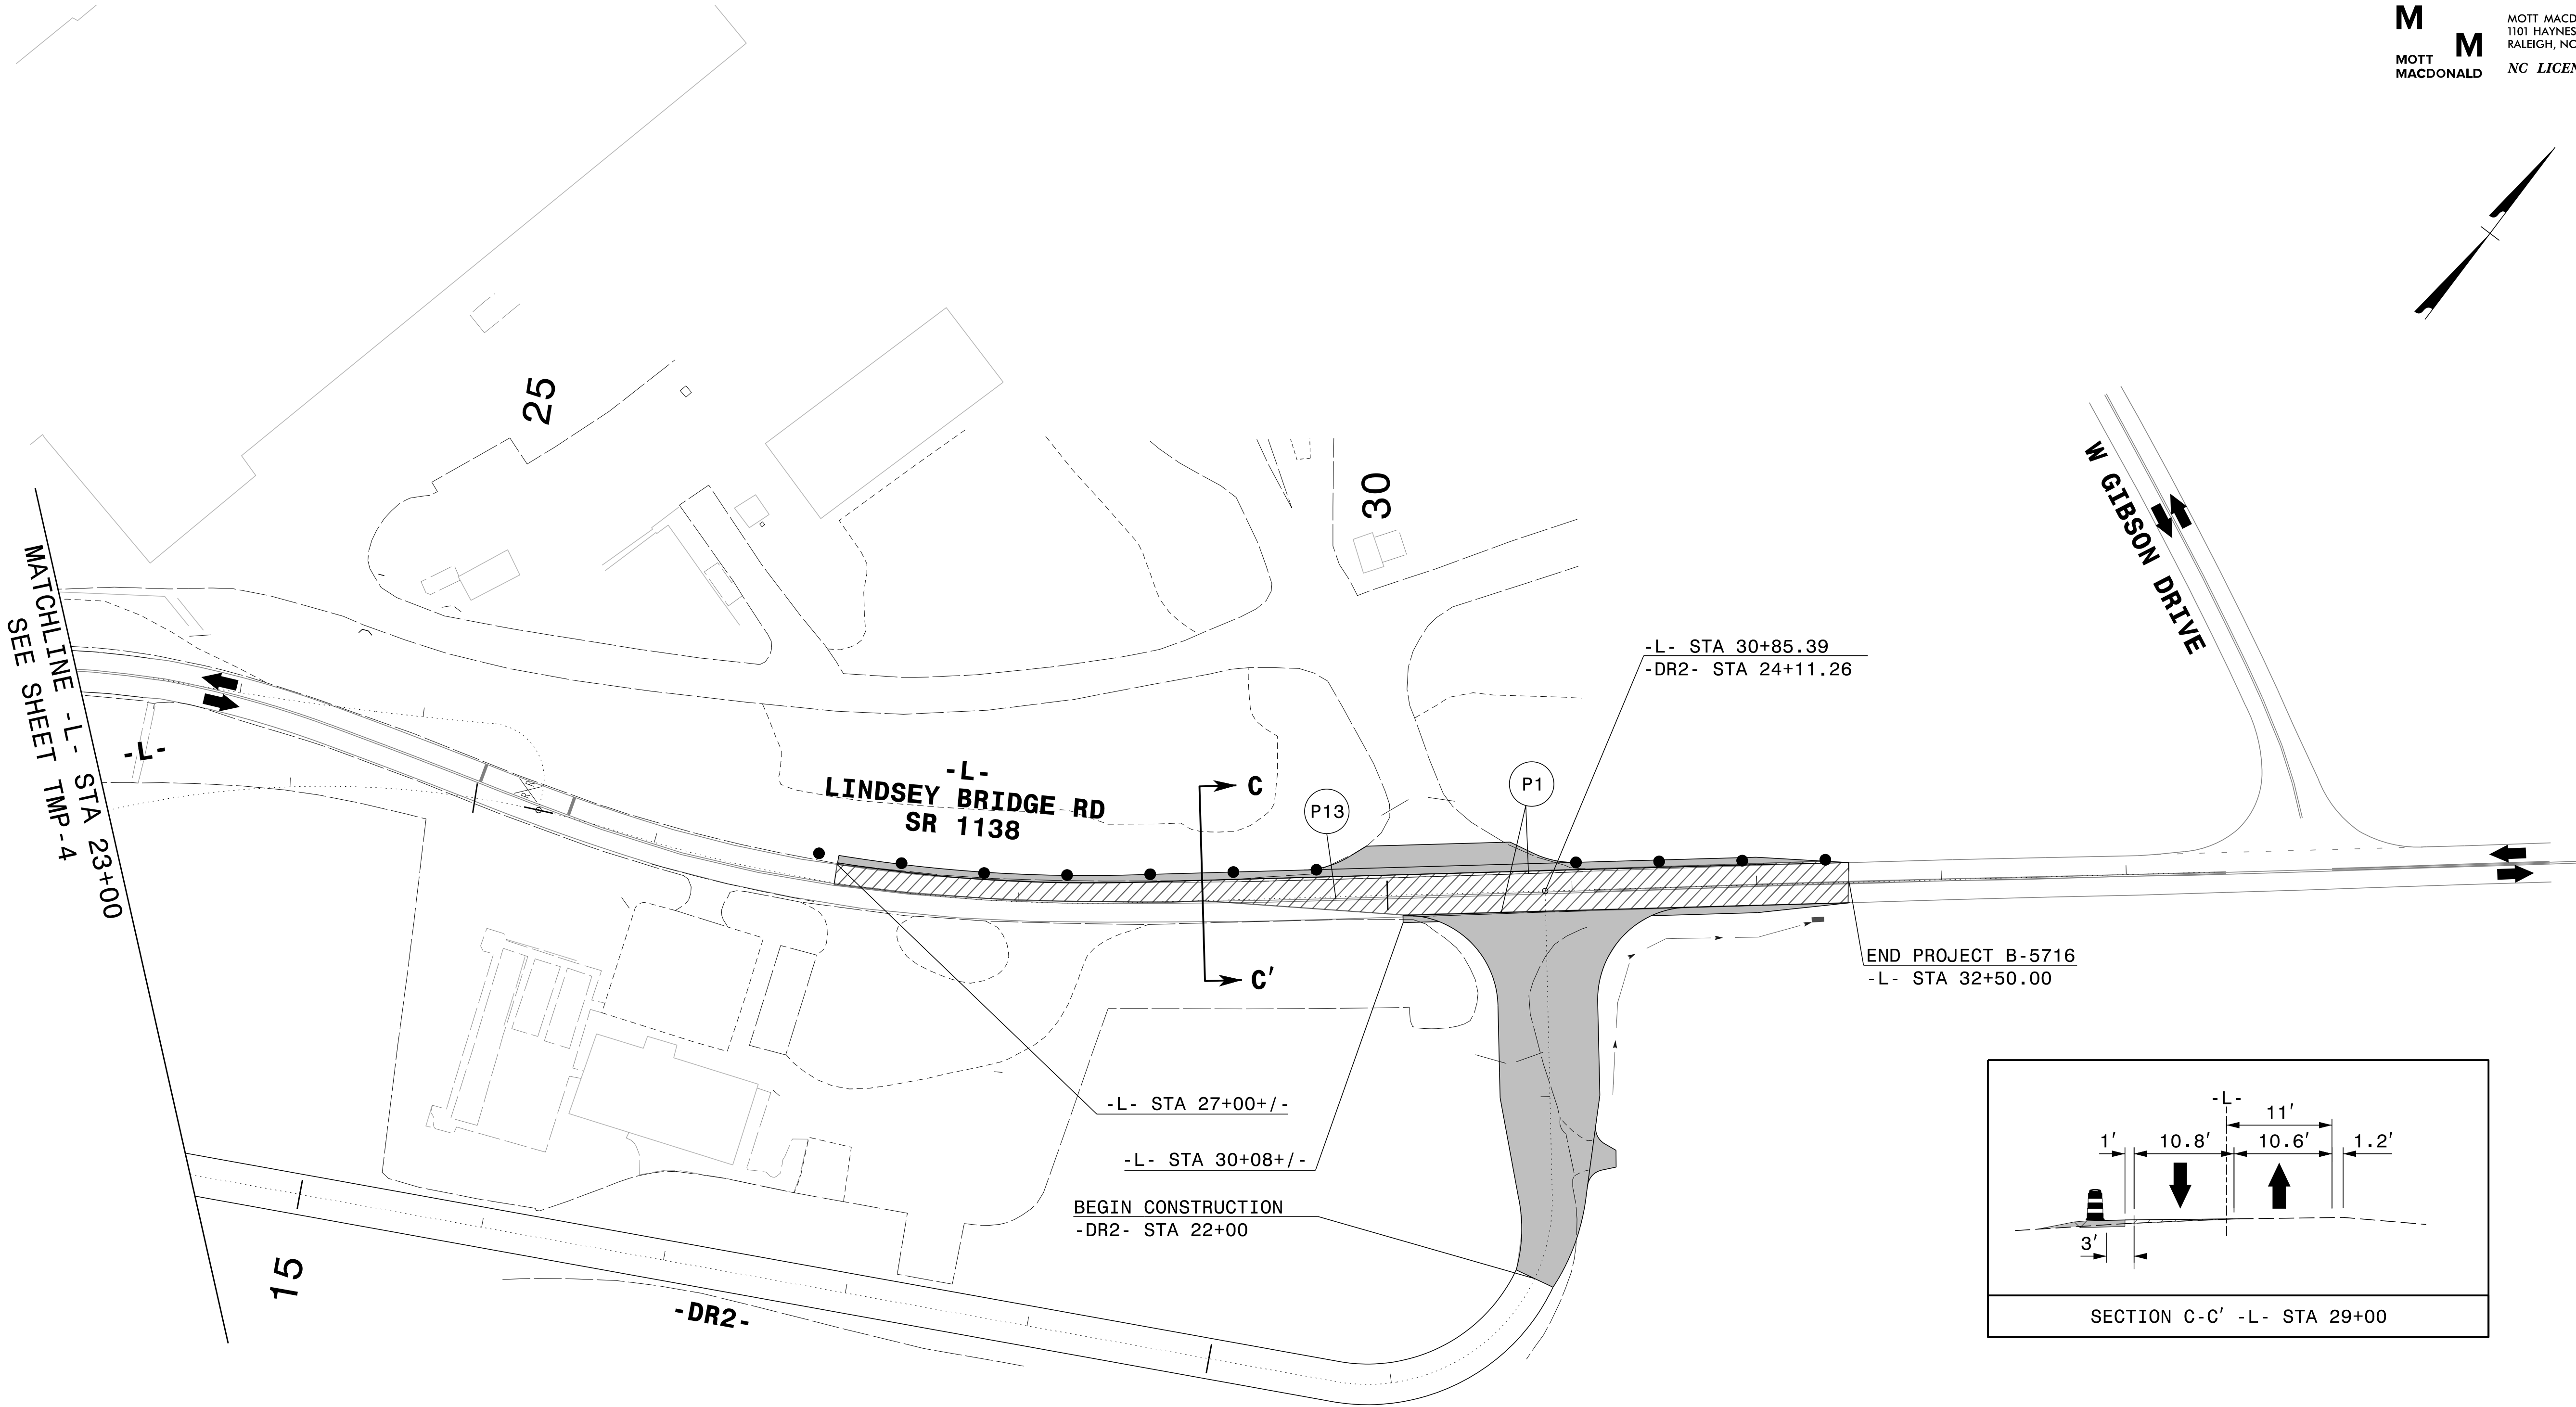 M
M
MOTT
MACDONALD
MOTT MACD
1101 HAYNES
RALEIGH, NC
NC LICEN
25
30
15
W GIBSON DRIVE
MATCHLINE -L- STA 23+00
SEE SHEET TMP-4
-L-
-L-
LINDSEY BRIDGE RD
SR 1138
C
C'
P13
P1
-L- STA 30+85.39
-DR2- STA 24+11.26
END PROJECT B-5716
-L- STA 32+50.00
-L- STA 27+00+/-
-L- STA 30+08+/-
BEGIN CONSTRUCTION
-DR2- STA 22+00
-DR2-
-L-
11'
1'
10.8'
10.6'
1.2'
3'
SECTION C-C' -L- STA 29+00